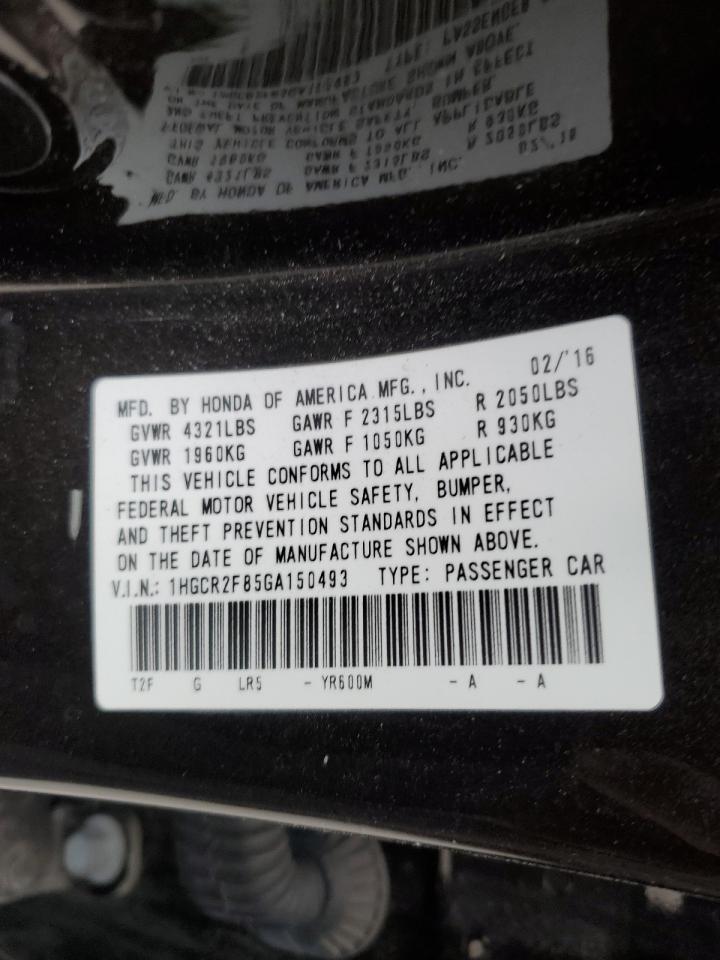 MFD. BY HONDA OF AMERICA MFG., INC. 02/'16
GVWR 4321LBS GAWR F 2315LBS R 2050LBS
GVWR 1960KG GAWR F 1050KG R 930KG
THIS VEHICLE CONFORMS TO ALL APPLICABLE
FEDERAL MOTOR VEHICLE SAFETY, BUMPER,
AND THEFT PREVENTION STANDARDS IN EFFECT
ON THE DATE OF MANUFACTURE SHOWN ABOVE.
V.I.N.: 1HGCR2F85GA150493 TYPE: PASSENGER CAR
T2F G LR5 - YR600M - A - A